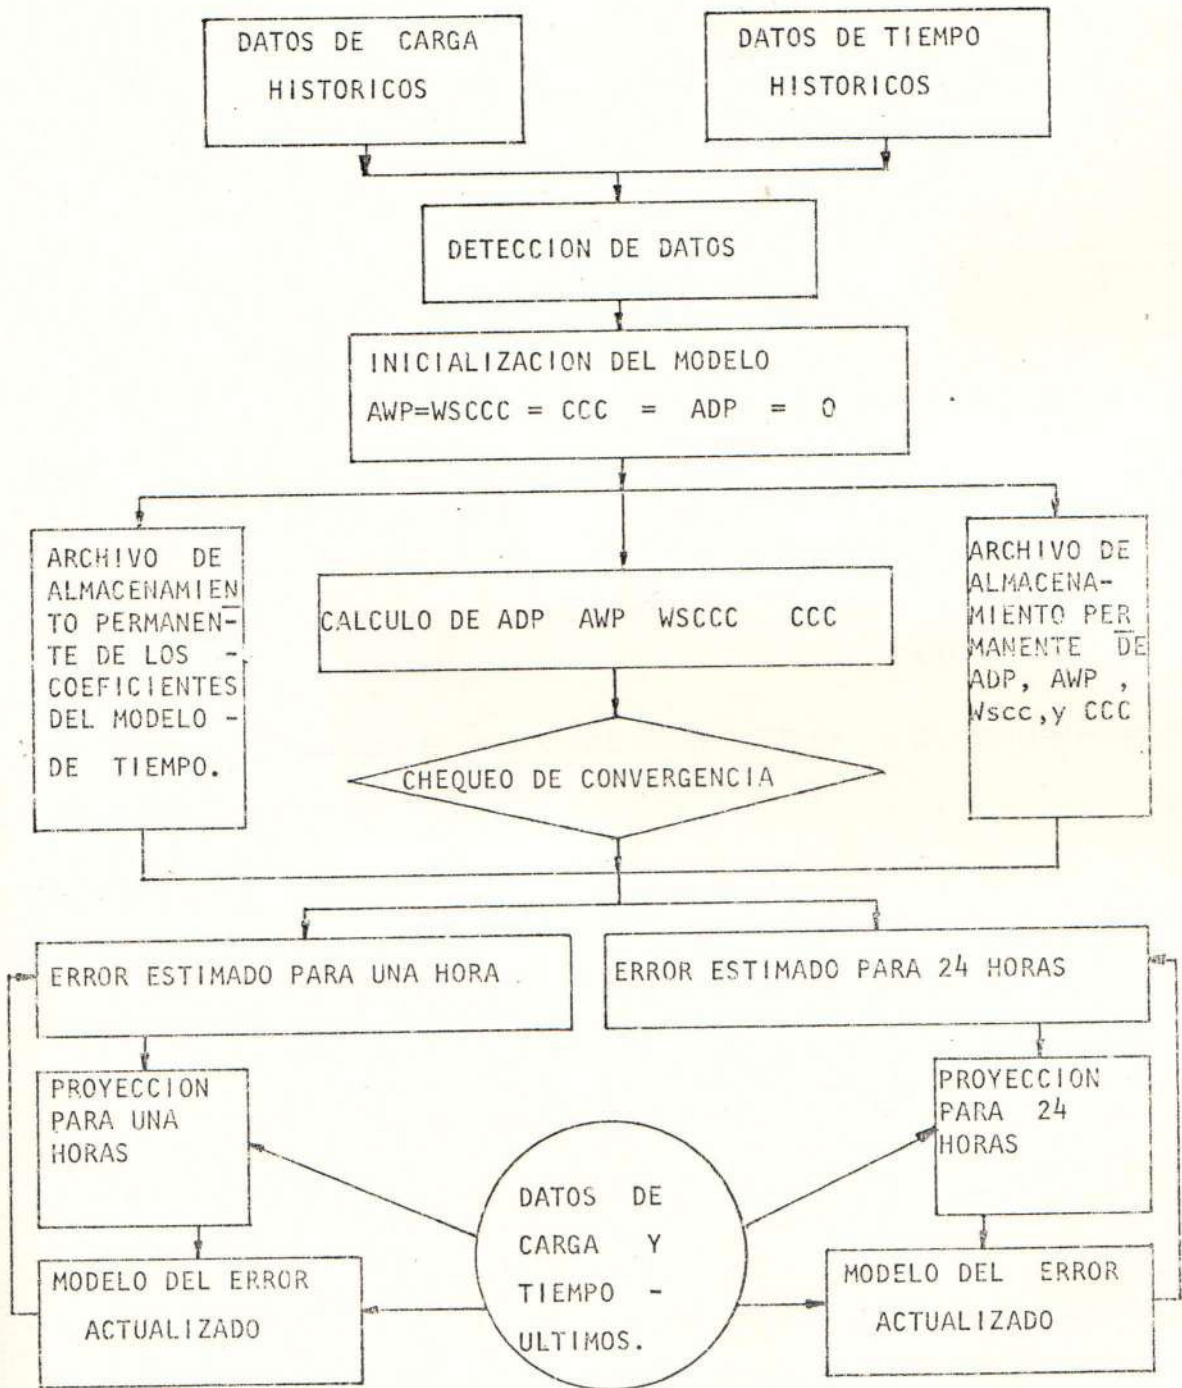 DATOS DE CARGA
HISTORICOS
DATOS DE TIEMPO
HISTORICOS
DETECCION DE DATOS
INICIALIZACION DEL MODELO
AWP=WSCCC = CCC = ADP = 0
ARCHIVO DE
ALMACENAMIEN
TO PERMANEN-
TE DE LOS -
COEFICIENTES
DEL MODELO -
DE TIEMPO.
CALCULO DE ADP AWP WSCCC CCC
ARCHIVO DE
ALMACENA-
MIENTO PER
MANENTE DE
ADP, AWP ,
Wscc,y CCC
CHEQUEO DE CONVERGENCIA
ERROR ESTIMADO PARA UNA HORA
ERROR ESTIMADO PARA 24 HORAS
PROYECCION
PARA UNA
HORAS
PROYECCION
PARA 24
HORAS
DATOS DE
CARGA Y
TIEMPO -
ULTIMOS.
MODELO DEL ERROR
ACTUALIZADO
MODELO DEL ERROR
ACTUALIZADO